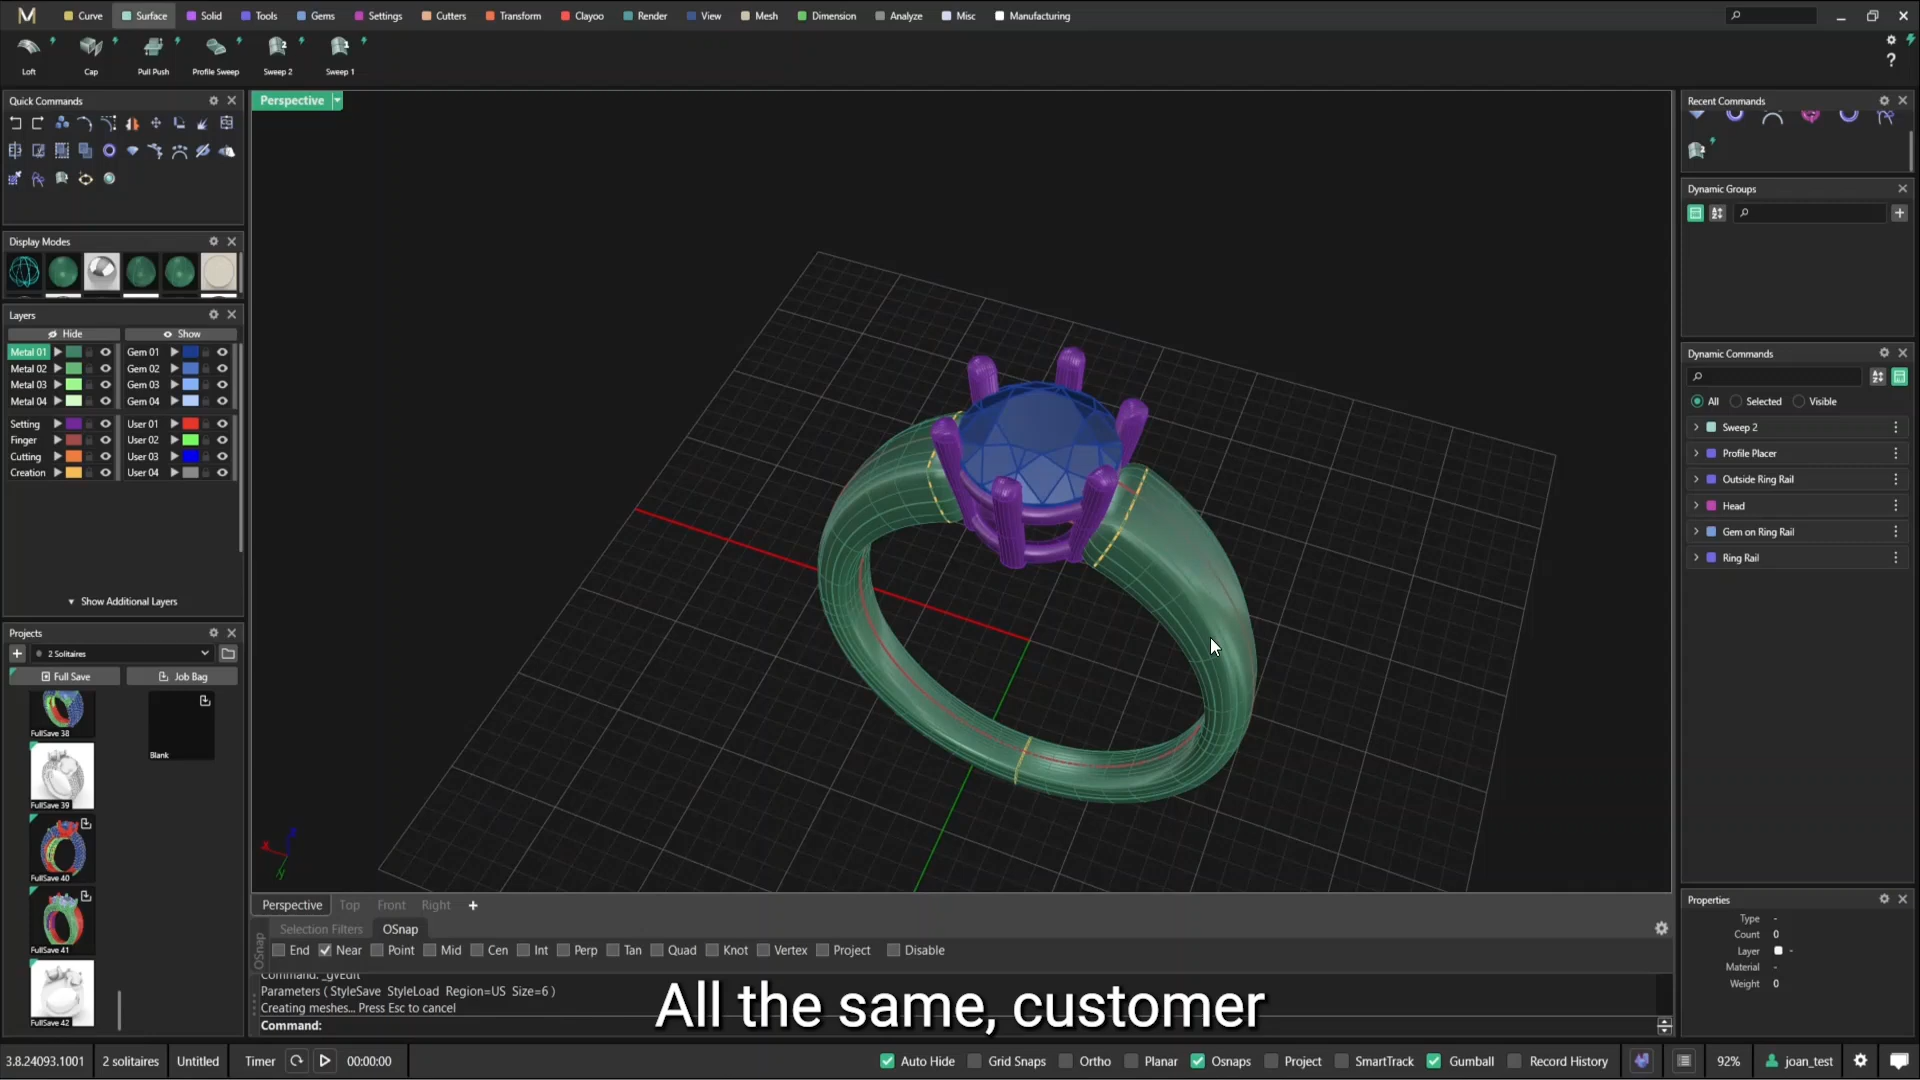 Curve Surface Solid Tools Gems Settings Cutters Transform Clayoo Render View Mesh Dimension Analyze Misc Manufacturing
Loft Cap Pull Push Profile Sweep Sweep 2 Sweep 1
?
Quick Commands
Display Modes
Layers
Hide Show
Metal 01 Gem 01
Metal 02 Gem 02
Metal 03 Gem 03
Metal 04 Gem 04
Setting User 01
Finger User 02
Cutting User 03
Creation User 04
Show Additional Layers
Projects
2 Solitaires
Full Save Job Bag
FullSave 38
Blank
FullSave 39
FullSave 40
FullSave 41
FullSave 42
Perspective
Perspective Top Front Right +
Selection Filters OSnap
OSnap
End Near Point Mid Cen Int Perp Tan Quad Knot Vertex Project Disable
Command: _gvEdit
Parameters ( StyleSave StyleLoad Region=US Size=6 )
Creating meshes... Press Esc to cancel
Command:
All the same, customer
Recent Commands
Dynamic Groups
Dynamic Commands
All Selected Visible
Sweep 2
Profile Placer
Outside Ring Rail
Head
Gem on Ring Rail
Ring Rail
Properties
Type -
Count 0
Layer -
Material -
Weight 0
3.8.24093.1001 2 solitaires Untitled Timer 00:00:00 Auto Hide Grid Snaps Ortho Planar Osnaps Project SmartTrack Gumball Record History 92% joan_test